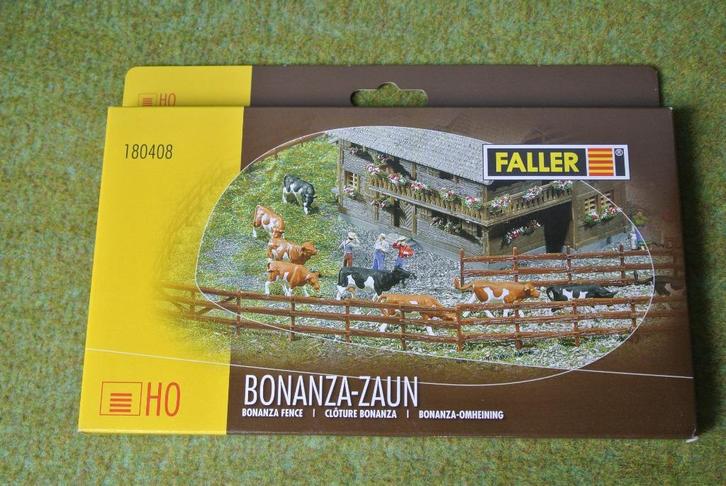 HO
180408
FALLER ®
HO
BONANZA-ZAUN
BONANZA FENCE | CLÔTURE BONANZA | BONANZA-OMHEINING